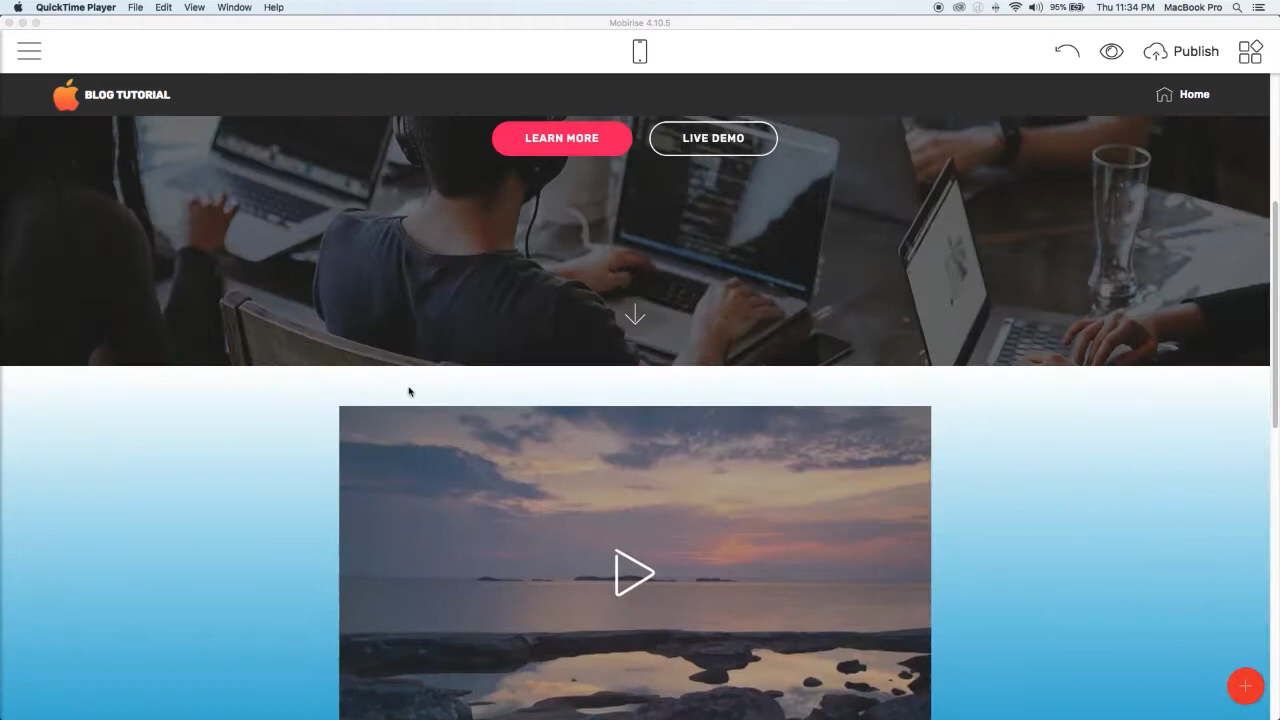 QuickTime Player File Edit View Window Help 95% Thu 11:34 PM MacBook Pro
Mobirise 4.10.5
Publish
BLOG TUTORIAL Home
LEARN MORE LIVE DEMO